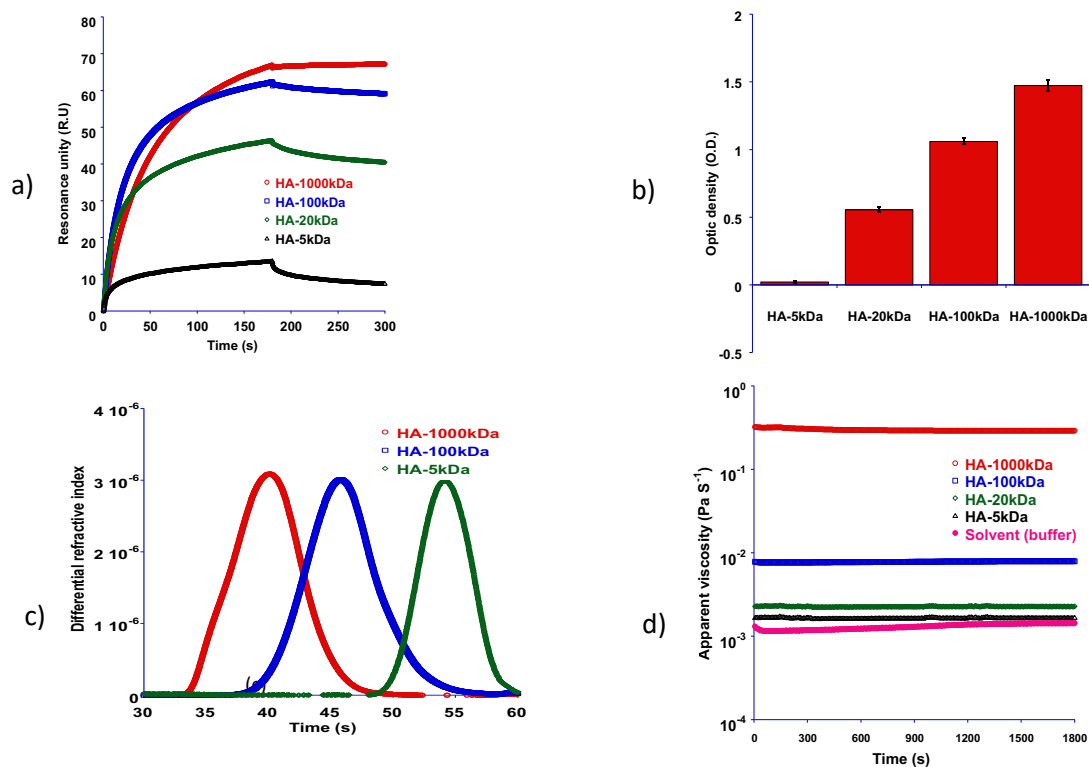 a)
Resonance unity (R.U)
80
70
60
50
40
30
20
10
0
HA-1000kDa
HA-100kDa
HA-20kDa
HA-5kDa
0 50 100 150 200 250 300
Time (s)
b)
Optic density (O.D.)
2
1.5
1
0.5
0
-0.5
HA-5kDa HA-20kDa HA-100kDa HA-1000kDa
c)
Differential refractive index
4 10⁻⁶
3 10⁻⁶
2 10⁻⁶
1 10⁻⁶
0
HA-1000kDa
HA-100kDa
HA-5kDa
30 35 40 45 50 55 60
Time (s)
d)
Apparent viscosity (Pa S⁻¹)
10⁰
10⁻¹
10⁻²
10⁻³
10⁻⁴
HA-1000kDa
HA-100kDa
HA-20kDa
HA-5kDa
Solvent (buffer)
0 300 600 900 1200 1500 1800
Time (s)